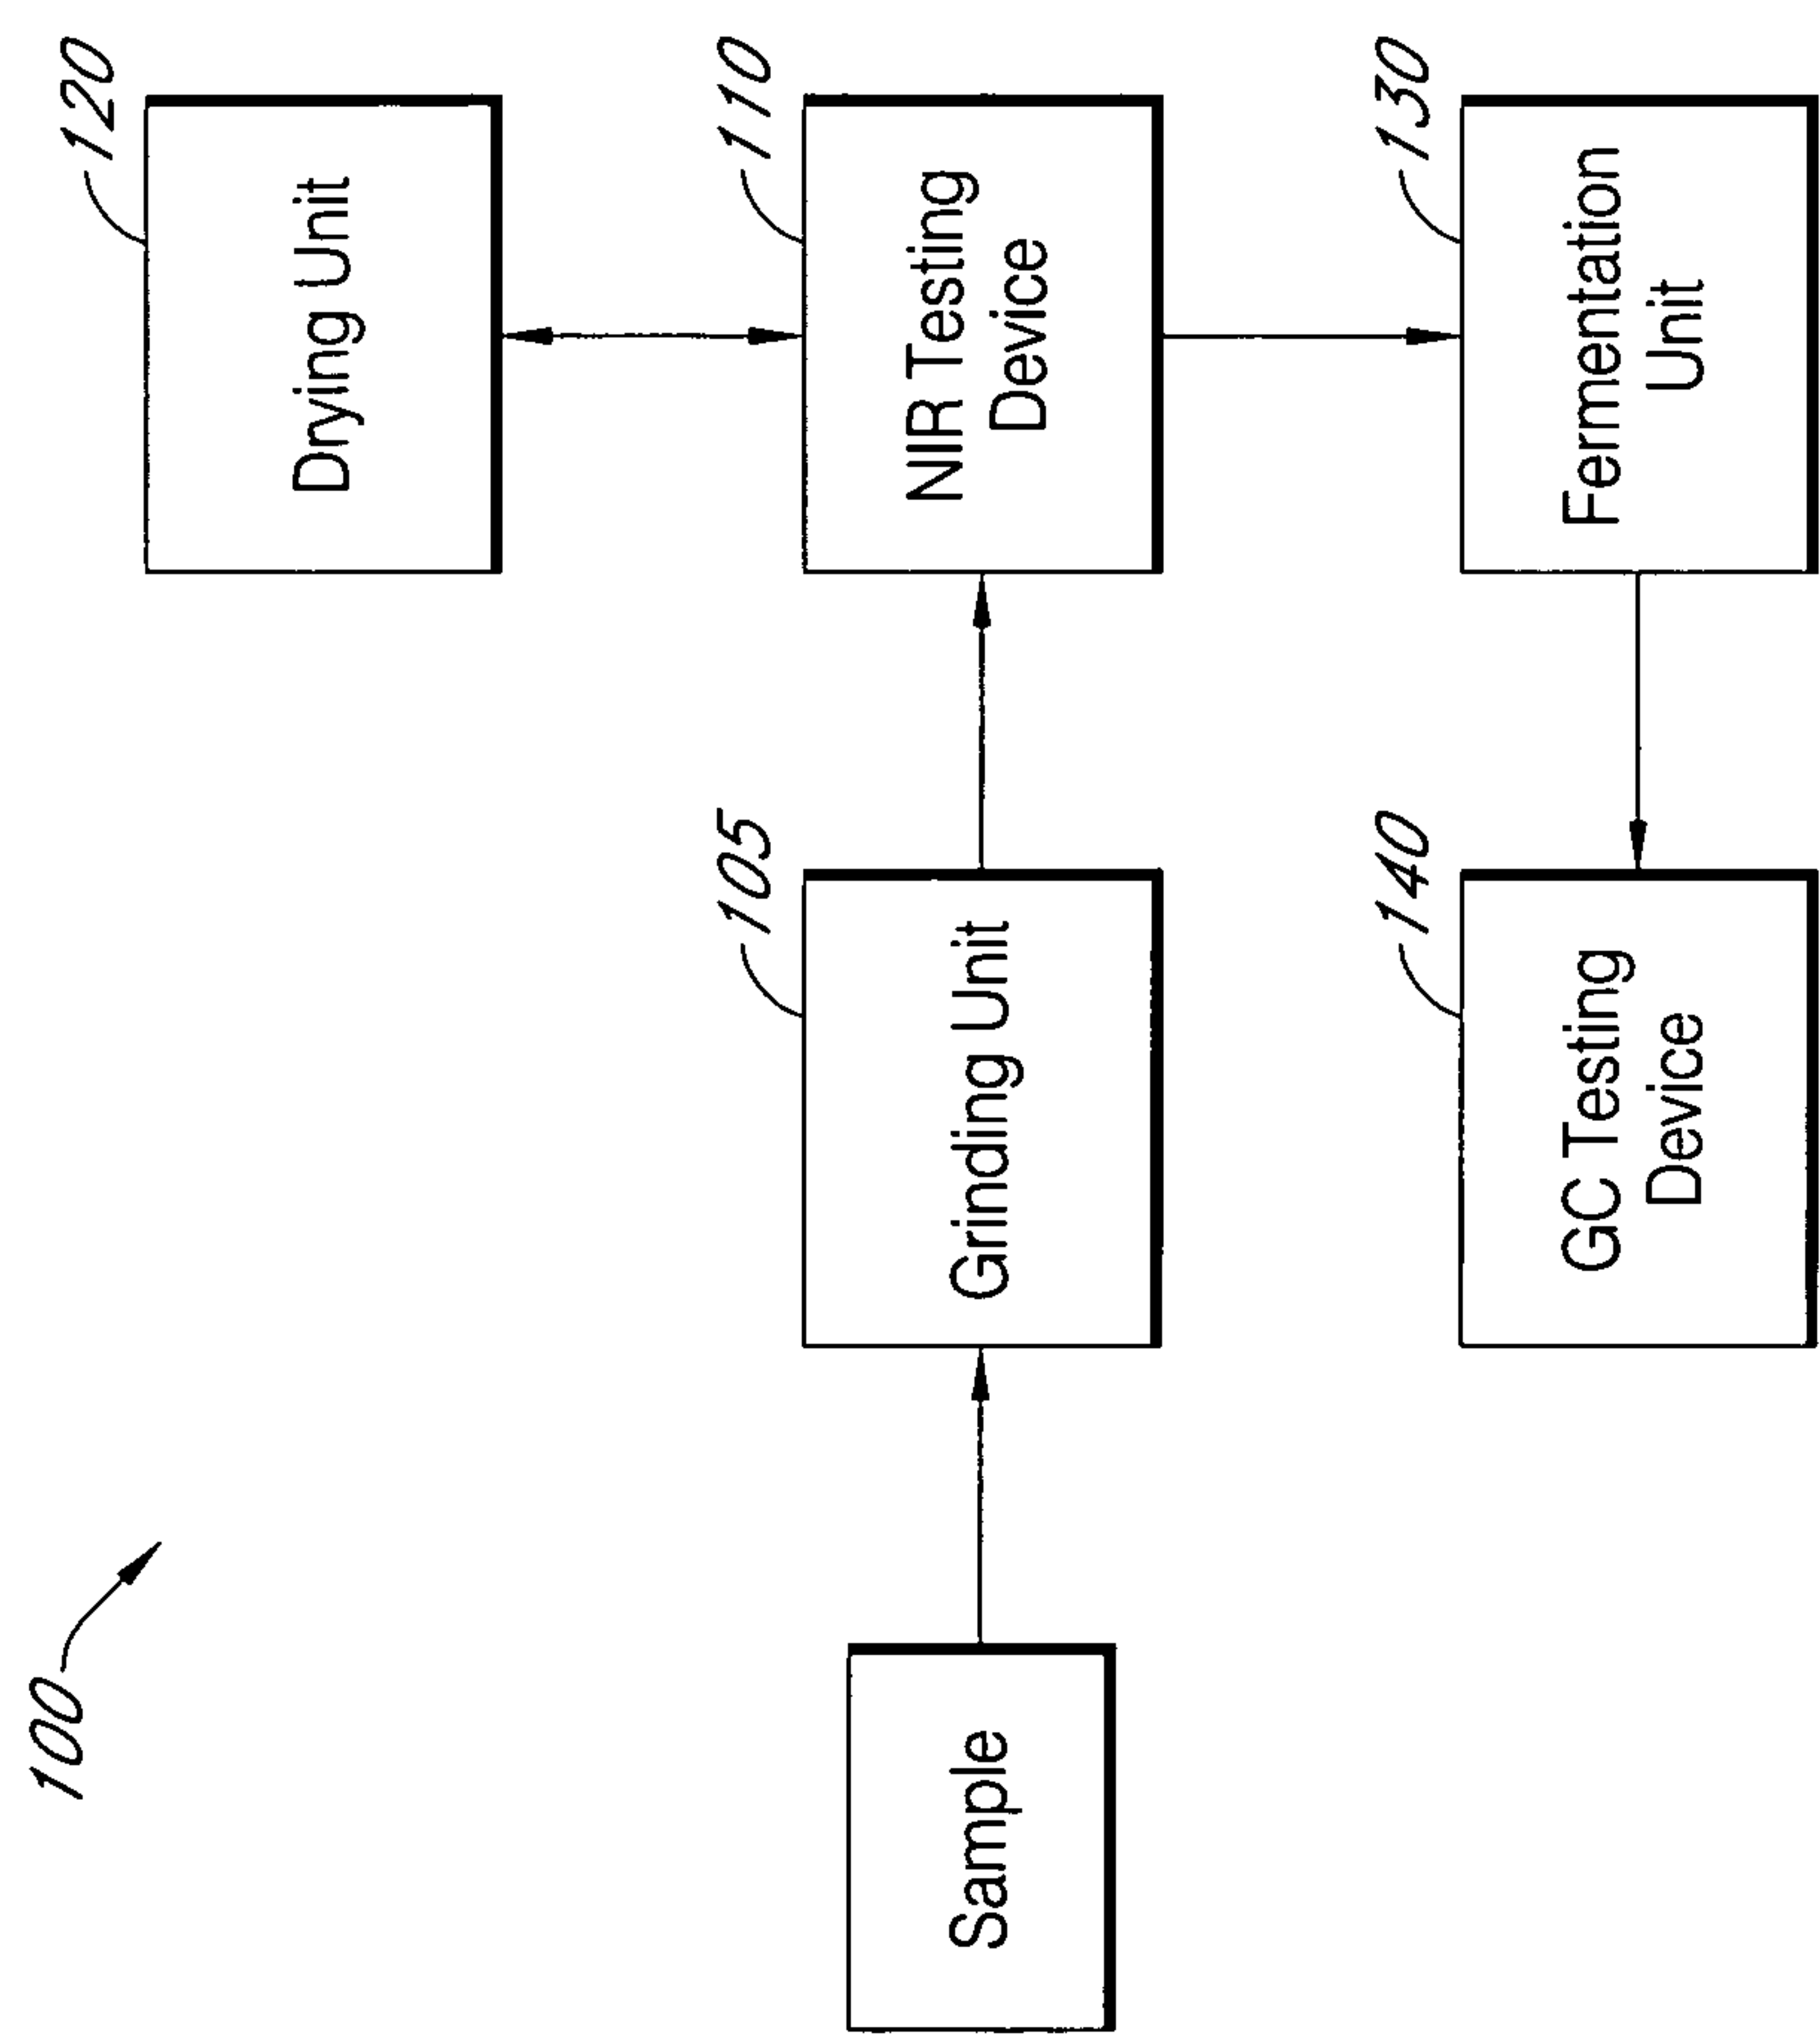 100
120
Drying Unit
105
Grinding Unit
110
NIR Testing
Device
Sample
140
GC Testing
Device
130
Fermentation
Unit